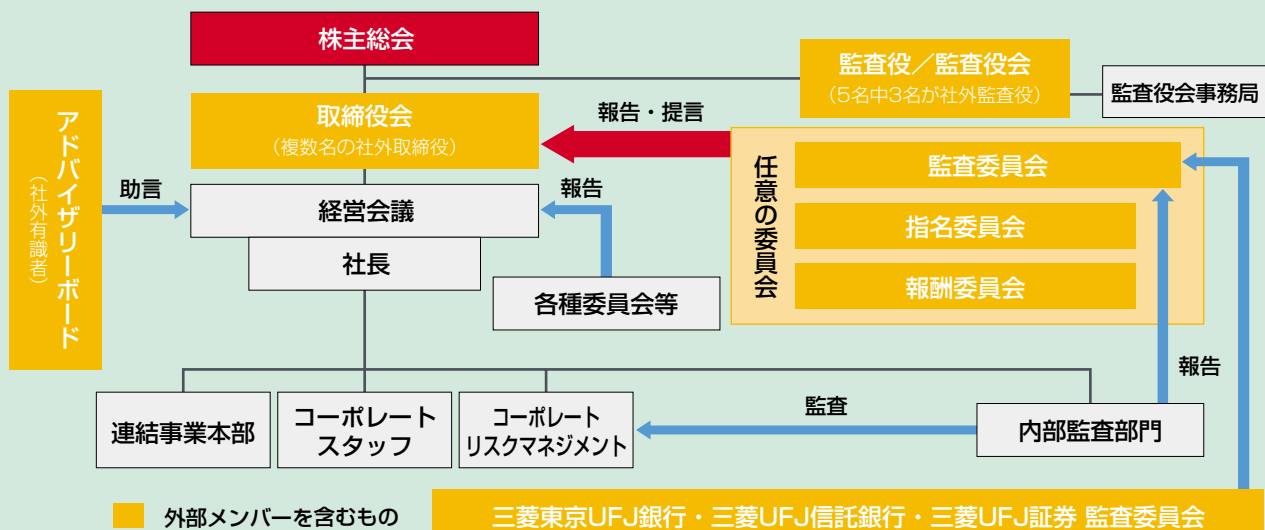 株主総会
監査役／監査役会
（5名中3名が社外監査役）
監査役会事務局
アドバイザリーボード
（社外有識者）
取締役会
（複数名の社外取締役）
報告・提言
任意の委員会
監査委員会
指名委員会
報酬委員会
助言
経営会議
報告
社長
各種委員会等
報告
連結事業本部
コーポレート
スタッフ
コーポレート
リスクマネジメント
監査
内部監査部門
外部メンバーを含むもの
三菱東京UFJ銀行・三菱UFJ信託銀行・三菱UFJ証券 監査委員会